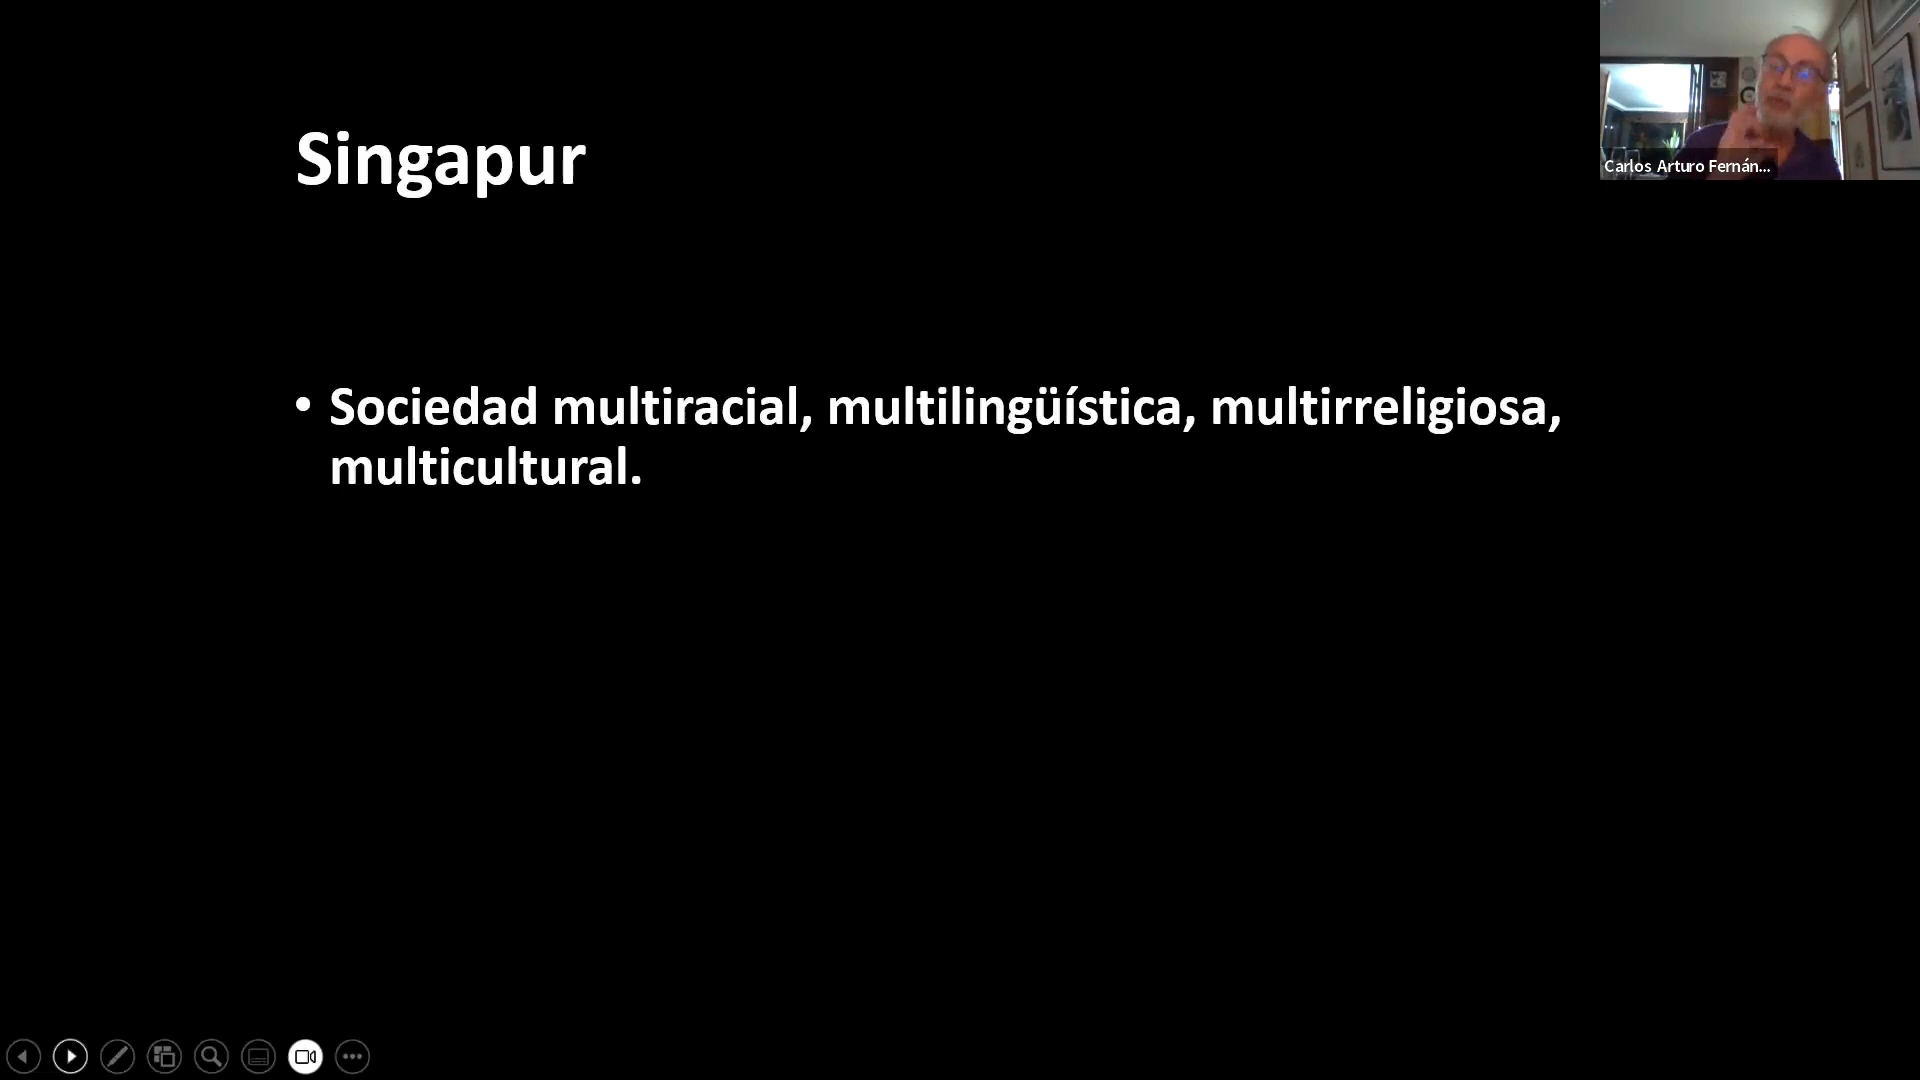 Singapur
Carlos Arturo Fernán...
• Sociedad multiracial, multilingüística, multirreligiosa,
multicultural.